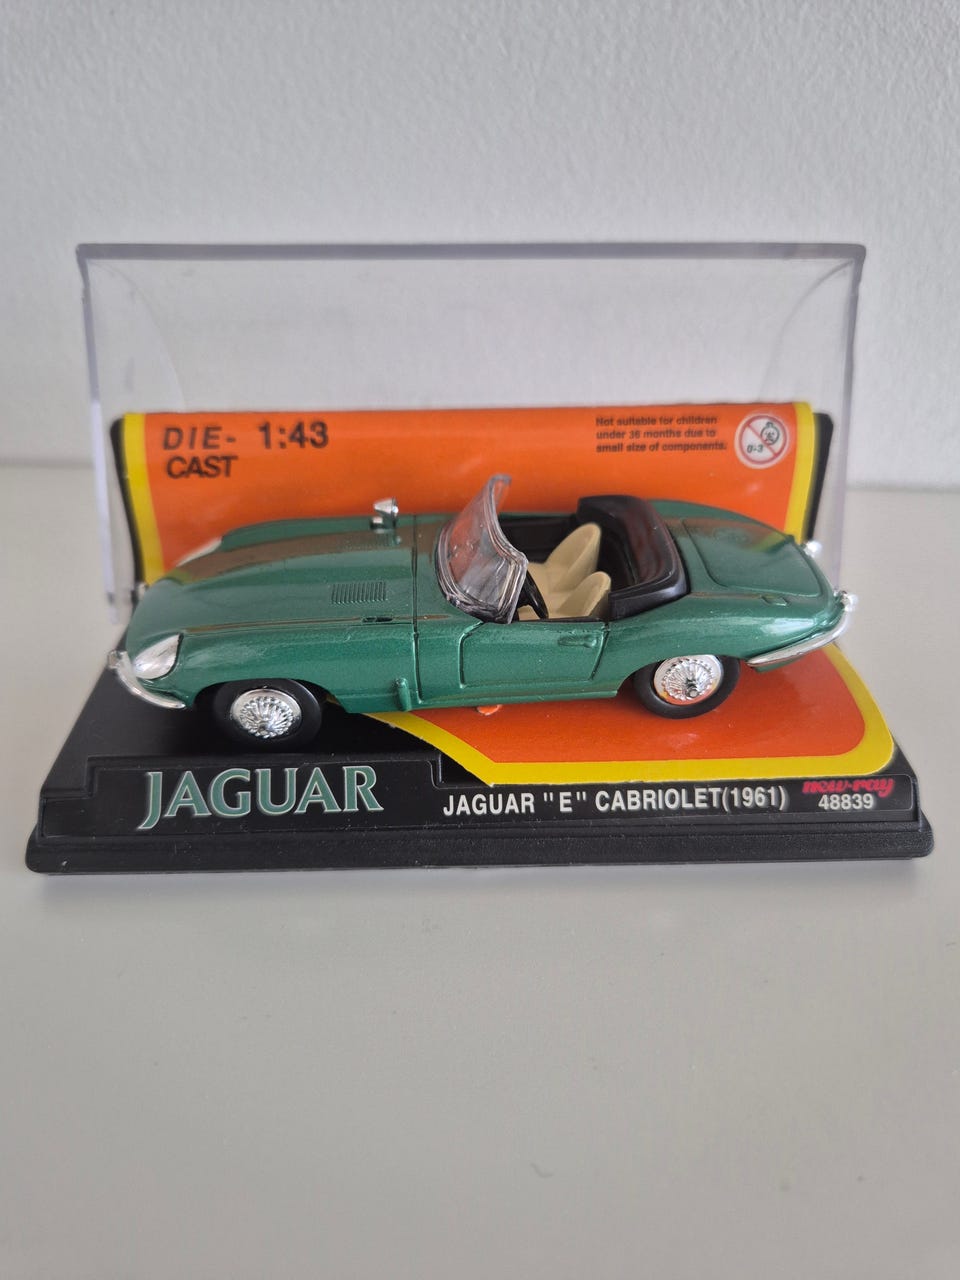 DIE- 1:43
CAST
Not suitable for children
under 36 months due to
small size of components.
0-3
JAGUAR
JAGUAR "E" CABRIOLET(1961)
new-ray
48839